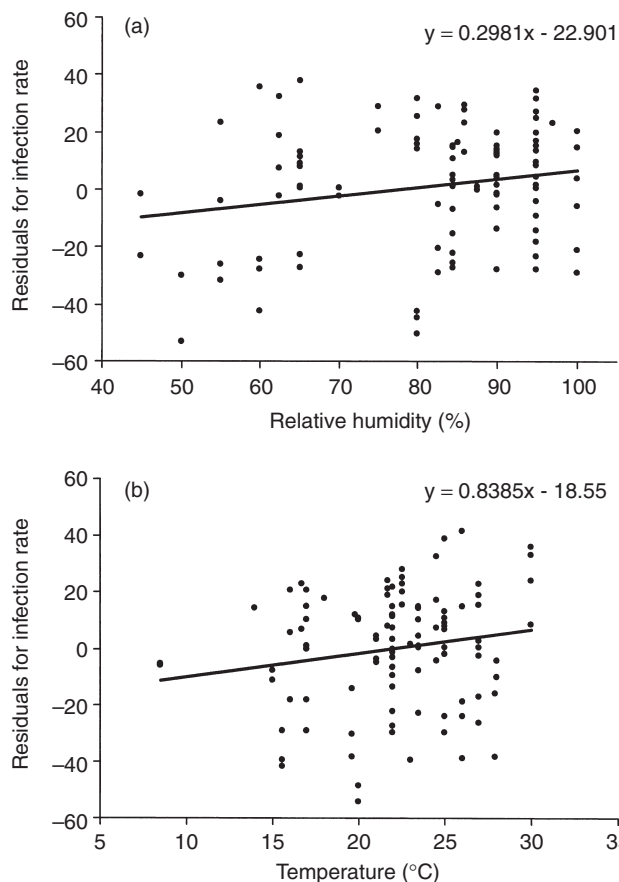 (a)
y = 0.2981x - 22.901
Residuals for infection rate
60
40
20
0
−20
−40
−60
40 50 60 70 80 90 100
Relative humidity (%)
(b)
y = 0.8385x - 18.55
Residuals for infection rate
60
40
20
0
−20
−40
−60
5 10 15 20 25 30 3
Temperature (°C)